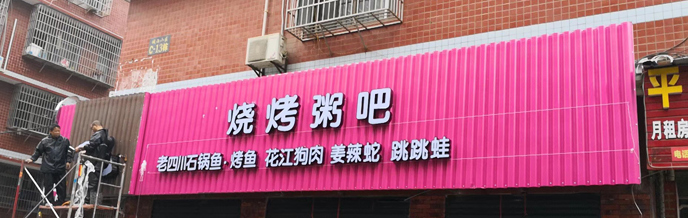 烧烤粥吧
老四川石锅鱼·烤鱼 花江狗肉 姜辣蛇 跳跳蛙
平
月租房